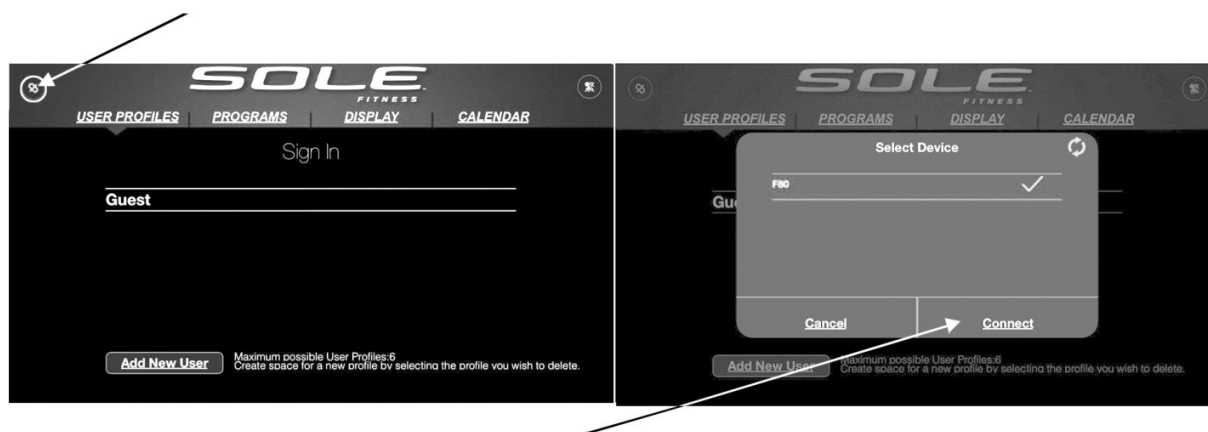 SOLE
FITNESS
USER PROFILES PROGRAMS DISPLAY CALENDAR
Sign In
Guest
Add New User
Maximum possible User Profiles:6
Create space for a new profile by selecting the profile you wish to delete.
SOLE
FITNESS
USER PROFILES PROGRAMS DISPLAY CALENDAR
Select Device
F80
Gue
Cancel Connect
Add New User
Maximum possible User Profiles:6
Create space for a new profile by selecting the profile you wish to delete.